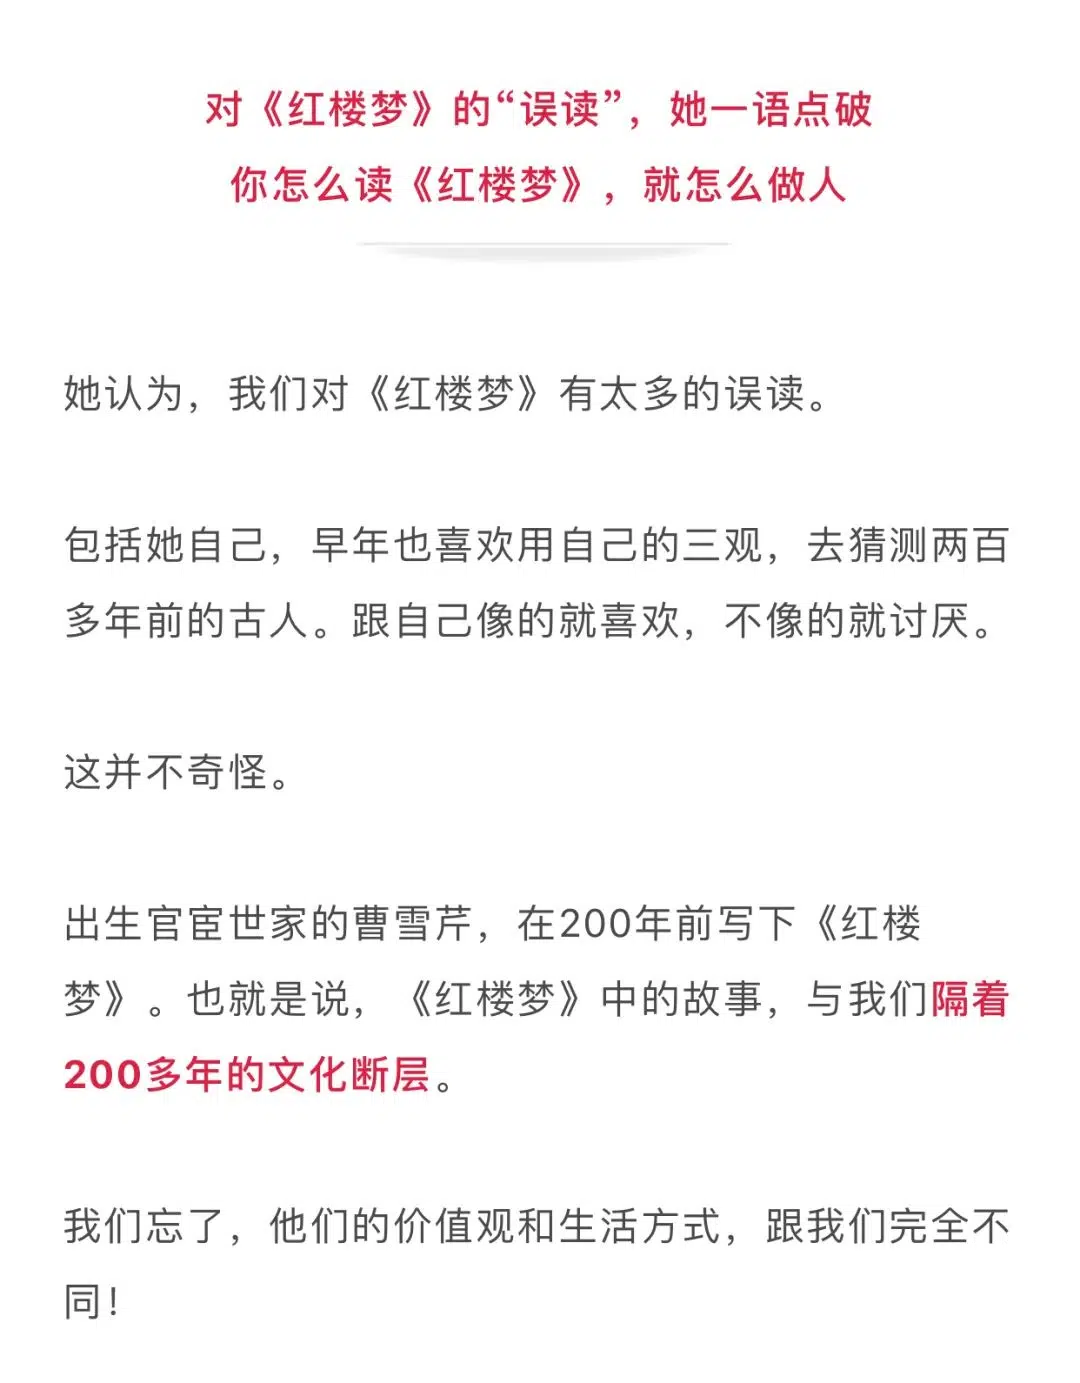 对《红楼梦》的“误读”，她一语点破
你怎么读《红楼梦》，就怎么做人
她认为，我们对《红楼梦》有太多的误读。
包括她自己，早年也喜欢用自己的三观，去猜测两百
多年前的古人。跟自己像的就喜欢，不像的就讨厌。
这并不奇怪。
出生官宦世家的曹雪芹，在200年前写下《红楼
梦》。也就是说，《红楼梦》中的故事，与我们隔着
200多年的文化断层。
我们忘了，他们的价值观和生活方式，跟我们完全不
同！